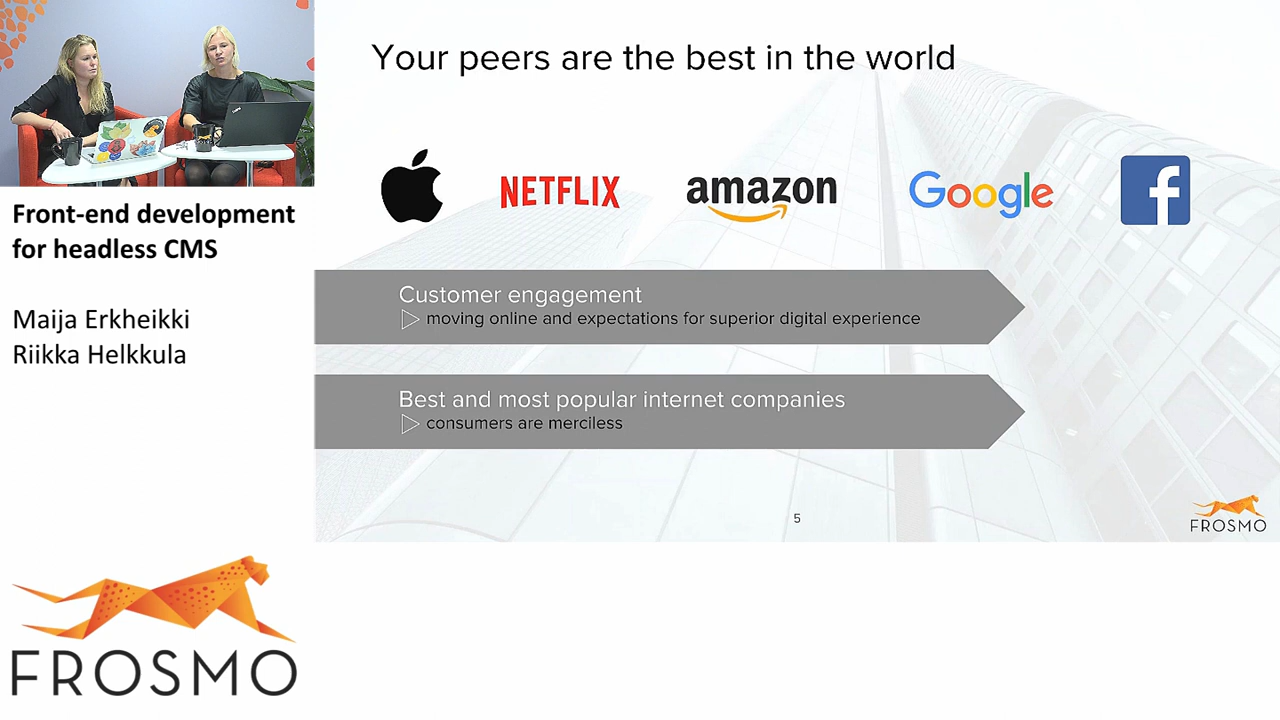 Front-end development
for headless CMS
Maija Erkheikki
Riikka Helkkula
FROSMO
Your peers are the best in the world
NETFLIX
amazon
Google
f
Customer engagement
moving online and expectations for superior digital experience
Best and most popular internet companies
consumers are merciless
5
FROSMO